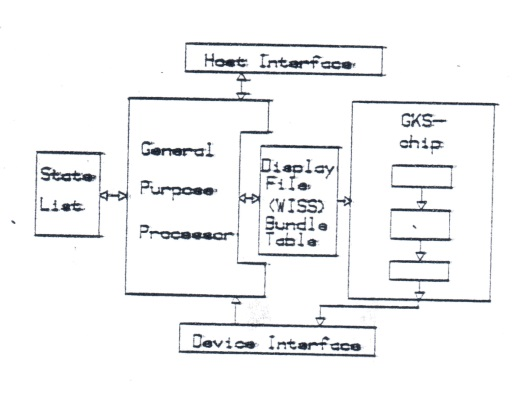 Host Interface
GKS-
chip
General
Purpose
Processor
State
List
Display
File
(WISS)
Bundle
Table
Device Interface